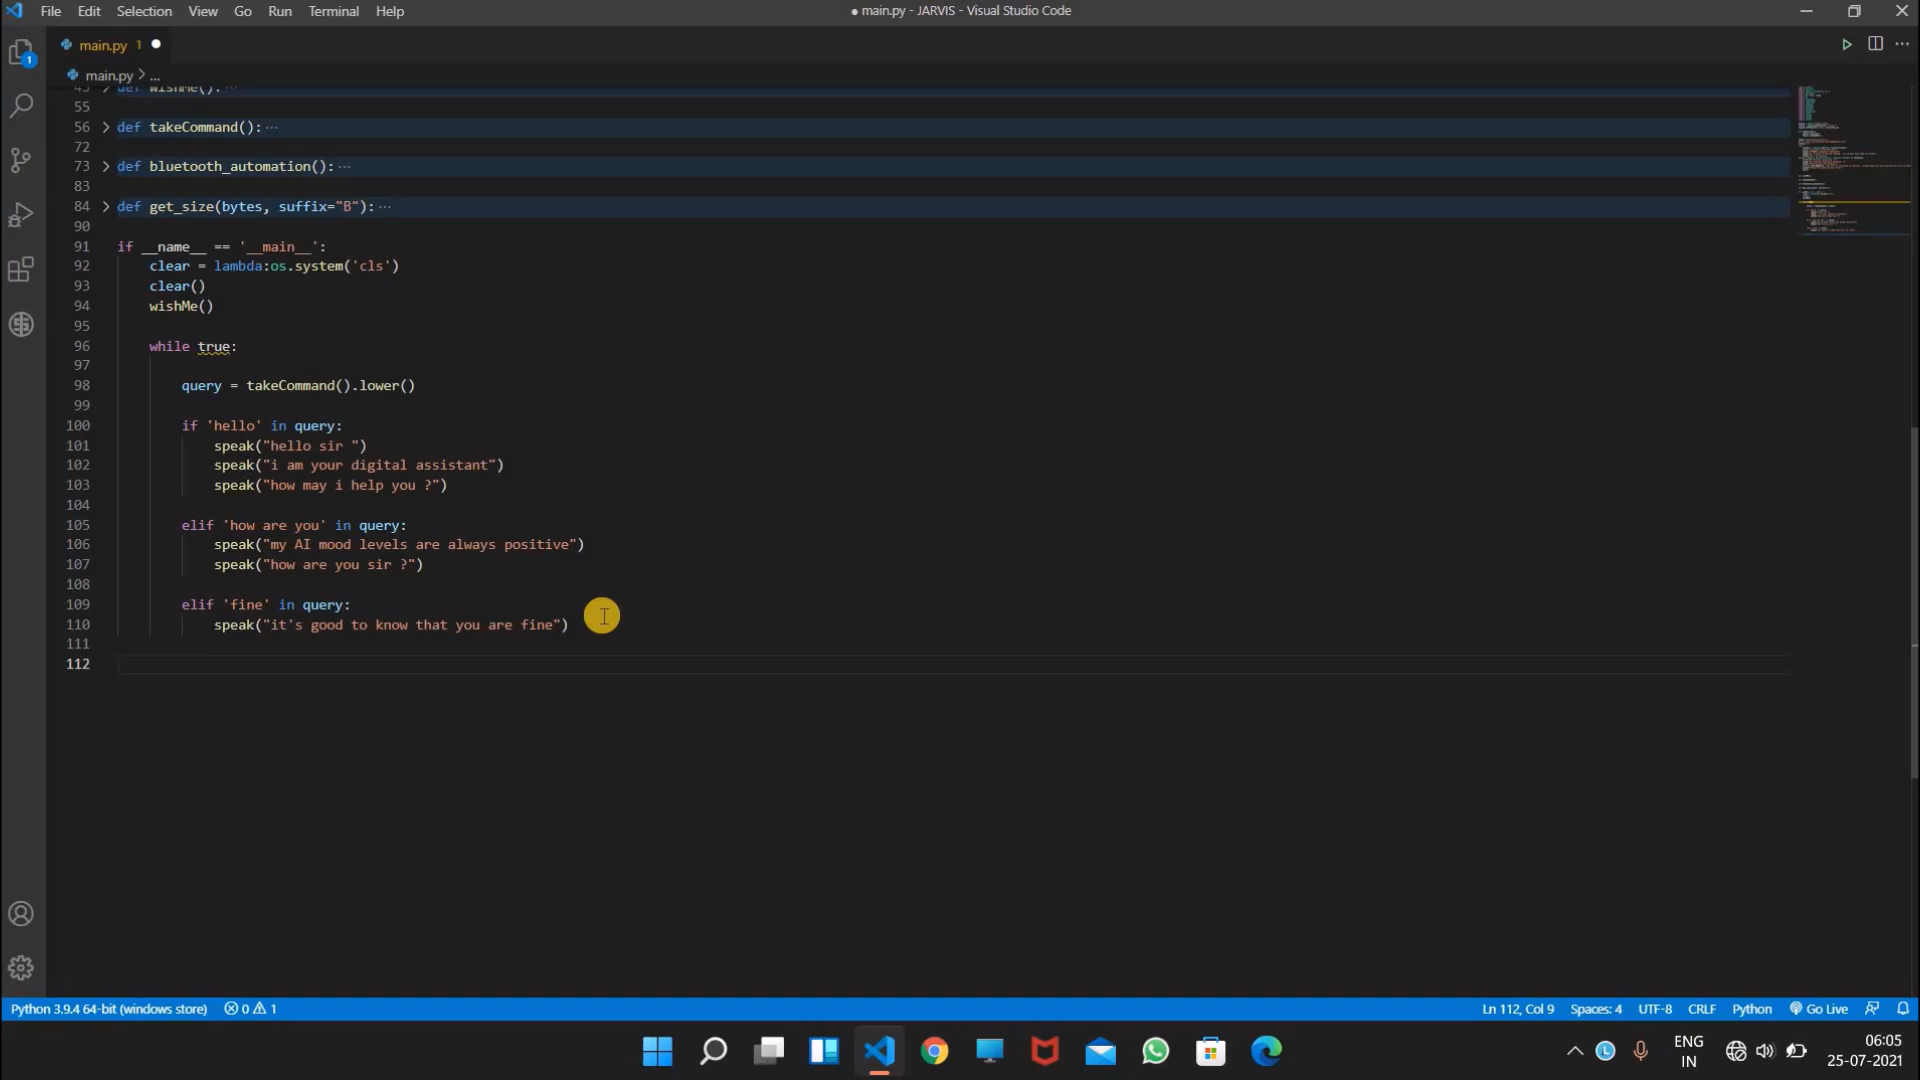 File Edit Selection View Go Run Terminal Help
● main.py - JARVIS - Visual Studio Code
main.py 1 ●
1
main.py > ...
45 > def wishMe(): ···
55
56 > def takeCommand(): ···
72
73 > def bluetooth_automation(): ···
83
84 > def get_size(bytes, suffix="B"): ···
90
91 if __name__ == '__main__':
92 clear = lambda:os.system('cls')
93 clear()
94 wishMe()
95
96 while true:
97
98 query = takeCommand().lower()
99
100 if 'hello' in query:
101 speak("hello sir ")
102 speak("i am your digital assistant")
103 speak("how may i help you ?")
104
105 elif 'how are you' in query:
106 speak("my AI mood levels are always positive")
107 speak("how are you sir ?")
108
109 elif 'fine' in query:
110 speak("it's good to know that you are fine")
111
112
Python 3.9.4 64-bit (windows store) 0 1
Ln 112, Col 9 Spaces: 4 UTF-8 CRLF Python Go Live
ENG
IN
06:05
25-07-2021